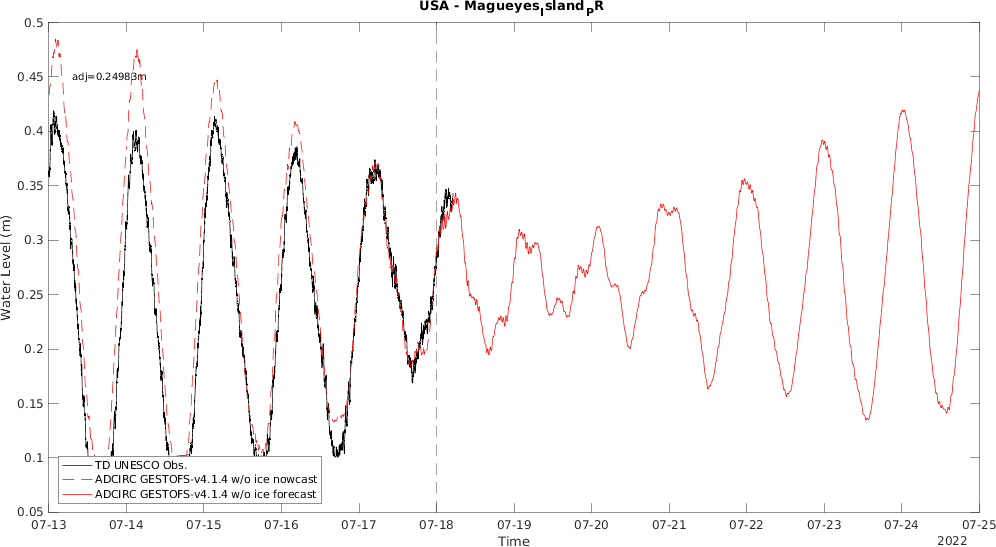 USA - Magueyes_Island_PR
0.5
0.45
0.4
0.35
0.3
0.25
0.2
0.15
0.1
0.05
Water Level (m)
adj=0.24983m
TD UNESCO Obs.
ADCIRC GESTOFS-v4.1.4 w/o ice nowcast
ADCIRC GESTOFS-v4.1.4 w/o ice forecast
07-13 07-14 07-15 07-16 07-17 07-18 07-19 07-20 07-21 07-22 07-23 07-24 07-25
Time
2022